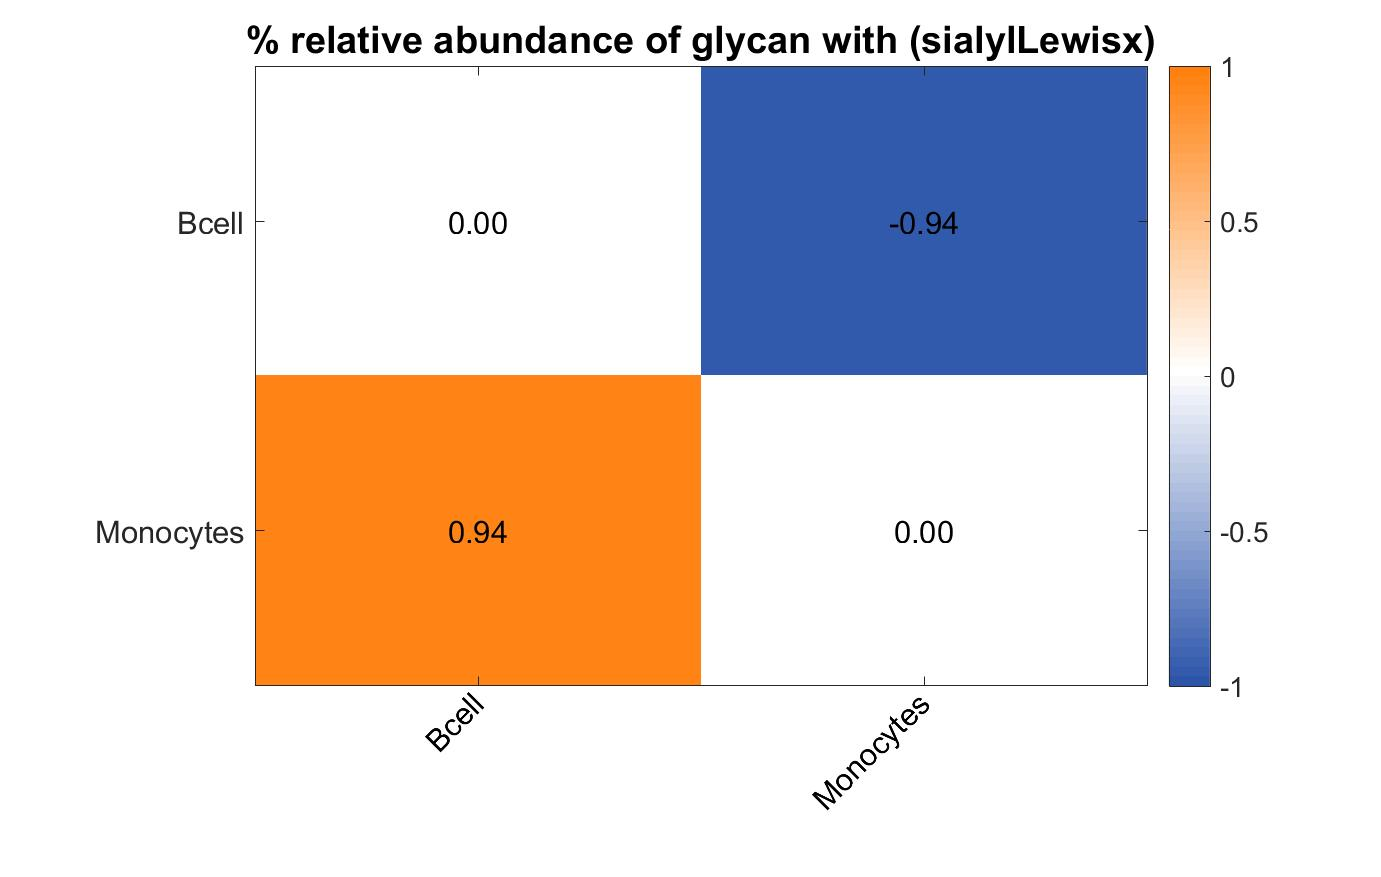 % relative abundance of glycan with (sialylLewisx)
1
Bcell
0.00
-0.94
0.5
0
Monocytes
0.94
0.00
-0.5
-1
Bcell
Monocytes